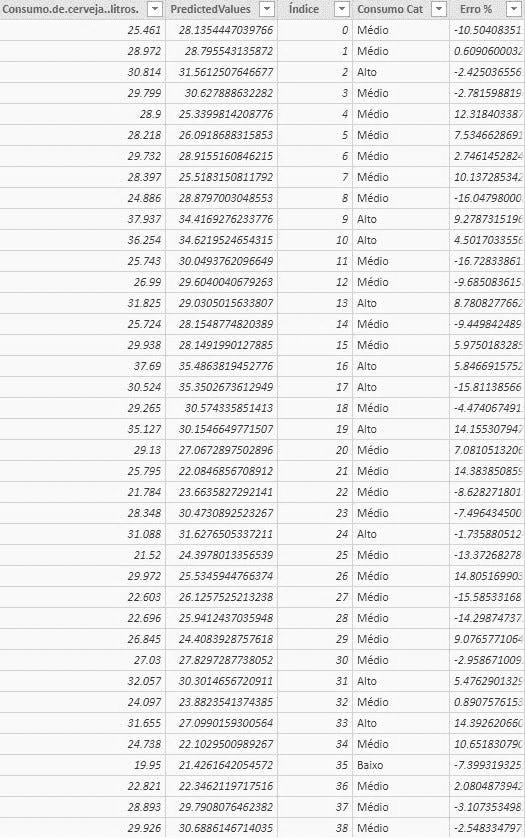 Consumo.de.cerveja..litros. PredictedValues Índice Consumo Cat Erro %
25.461 28.1354447039766 0 Médio -10.50408351
28.972 28.795543135872 1 Médio 0.6090600032
30.814 31.5612507646677 2 Alto -2.425036556
29.799 30.627888632282 3 Médio -2.781598819
28.9 25.3399814208776 4 Médio 12.318403387
28.218 26.0918688315853 5 Médio 7.5346628691
29.732 28.9155160846215 6 Médio 2.7461452824
28.397 25.5183150811792 7 Médio 10.137285342
24.886 28.8797003048553 8 Médio -16.04798000
37.937 34.4169276233776 9 Alto 9.2787315196
36.254 34.6219524654315 10 Alto 4.5017033556
25.743 30.0493762096649 11 Médio -16.72833861
26.99 29.6040040679263 12 Médio -9.685083615
31.825 29.0305015633807 13 Alto 8.7808277662
25.724 28.1548774820389 14 Médio -9.449842489
29.938 28.1491990127885 15 Médio 5.9750183285
37.69 35.4863819452776 16 Alto 5.8466915752
30.524 35.3502673612949 17 Alto -15.81138566
29.265 30.574335851413 18 Médio -4.474067491
35.127 30.1546649771507 19 Alto 14.155307947
29.13 27.0672897502896 20 Médio 7.0810513206
25.795 22.0846856708912 21 Médio 14.383850859
21.784 23.6635827292141 22 Médio -8.628271801
28.348 30.4730892523267 23 Médio -7.496434500
31.088 31.6276505337211 24 Alto -1.735880512
21.52 24.3978013356539 25 Médio -13.37268278
29.972 25.5345944766374 26 Médio 14.805169903
22.603 26.1257525213238 27 Médio -15.58533168
22.696 25.9412437035948 28 Médio -14.29874737
26.845 24.4083928757618 29 Médio 9.0765771064
27.03 27.8297287738052 30 Médio -2.958671009
32.057 30.3014656720911 31 Alto 5.4762901329
24.097 23.8823541374385 32 Médio 0.8907576153
31.655 27.0990159300564 33 Alto 14.392620660
24.738 22.1029500989267 34 Médio 10.651830790
19.95 21.4261642054572 35 Baixo -7.399319325
22.821 22.3462119717516 36 Médio 2.0804873942
28.893 29.7908076462382 37 Médio -3.107353498
29.926 30.6886146714035 38 Médio -2.548334797